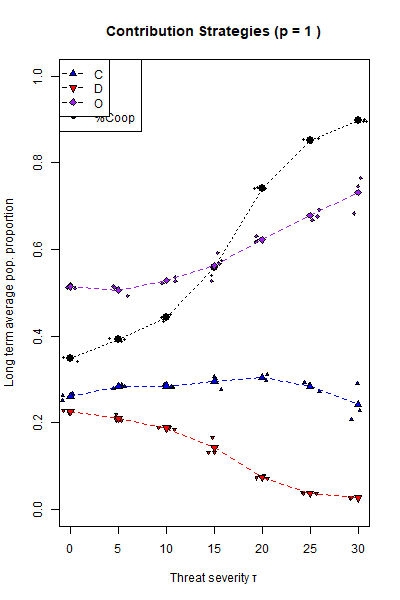 Contribution Strategies (p = 1 )
C
D
O
%Coop
Long term average pop. proportion
0.0
0.2
0.4
0.6
0.8
1.0
0 5 10 15 20 25 30
Threat severity τ